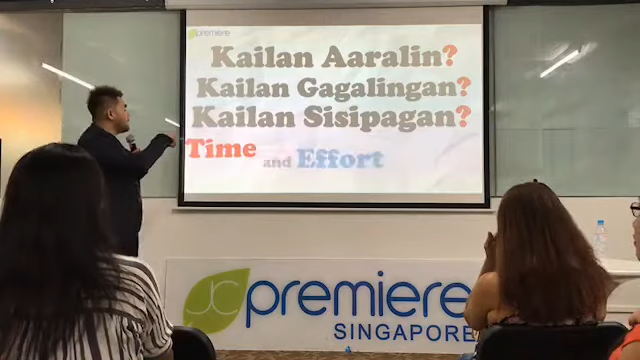 premiere
Kailan Aaralin?
Kailan Gagalingan?
Kailan Sisipagan?
Time and Effort
JC premiere
SINGAPORE